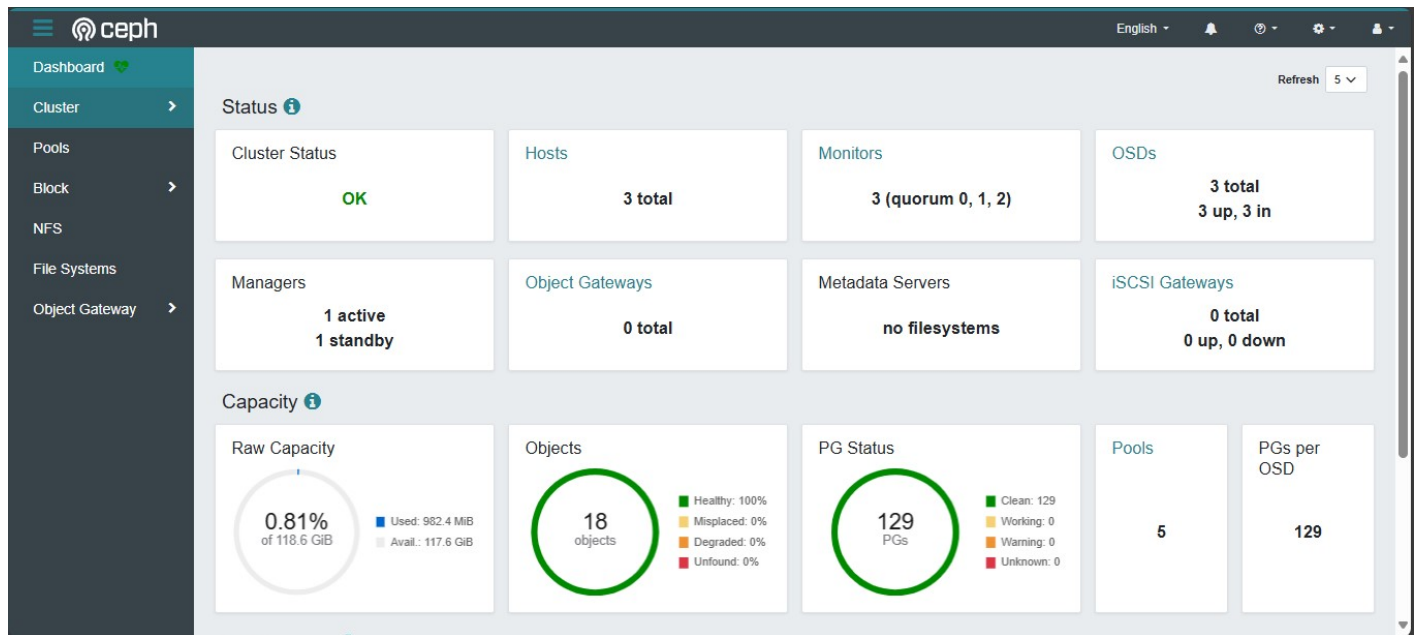 ceph
English
Dashboard
Cluster
Pools
Block
NFS
File Systems
Object Gateway
Refresh 5
Status
Cluster Status
OK
Hosts
3 total
Monitors
3 (quorum 0, 1, 2)
OSDs
3 total
3 up, 3 in
Managers
1 active
1 standby
Object Gateways
0 total
Metadata Servers
no filesystems
iSCSI Gateways
0 total
0 up, 0 down
Capacity
Raw Capacity
0.81%
of 118.6 GiB
Used: 982.4 MiB
Avail.: 117.6 GiB
Objects
18
objects
Healthy: 100%
Misplaced: 0%
Degraded: 0%
Unfound: 0%
PG Status
129
PGs
Clean: 129
Working: 0
Warning: 0
Unknown: 0
Pools
5
PGs per
OSD
129